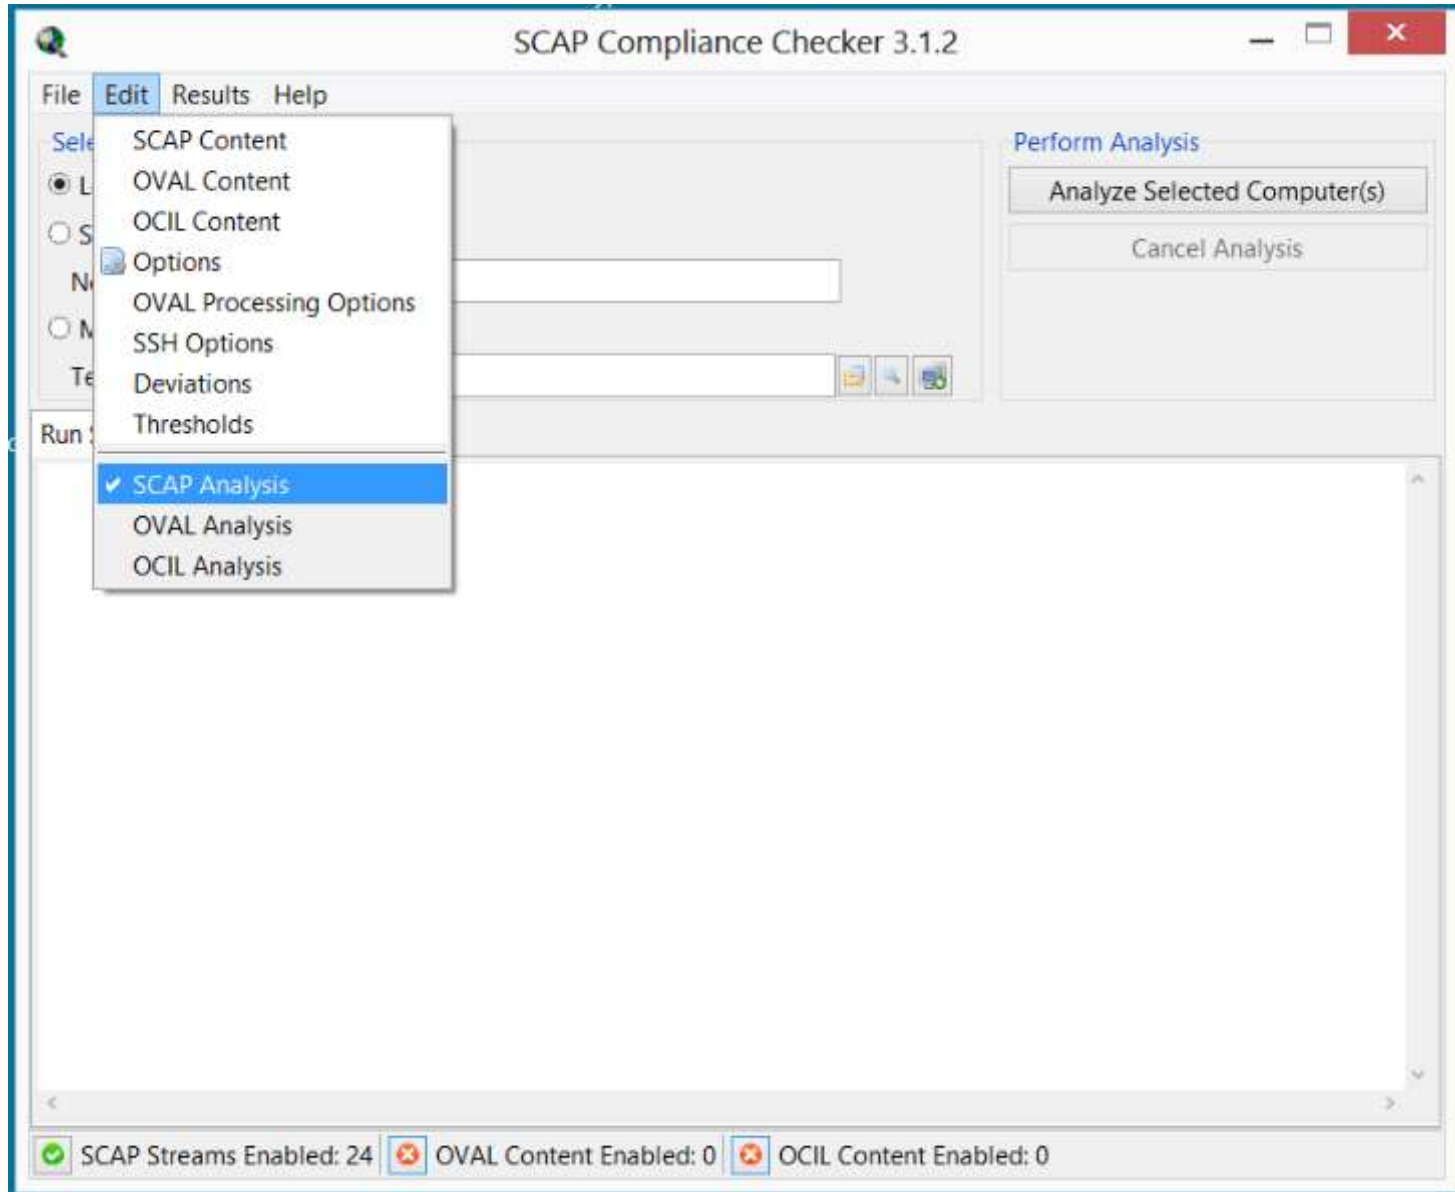 SCAP Compliance Checker 3.1.2
File Edit Results Help
SCAP Content
OVAL Content
OCIL Content
Options
OVAL Processing Options
SSH Options
Deviations
Thresholds
SCAP Analysis
OVAL Analysis
OCIL Analysis
Perform Analysis
Analyze Selected Computer(s)
Cancel Analysis
Run
SCAP Streams Enabled: 24 OVAL Content Enabled: 0 OCIL Content Enabled: 0